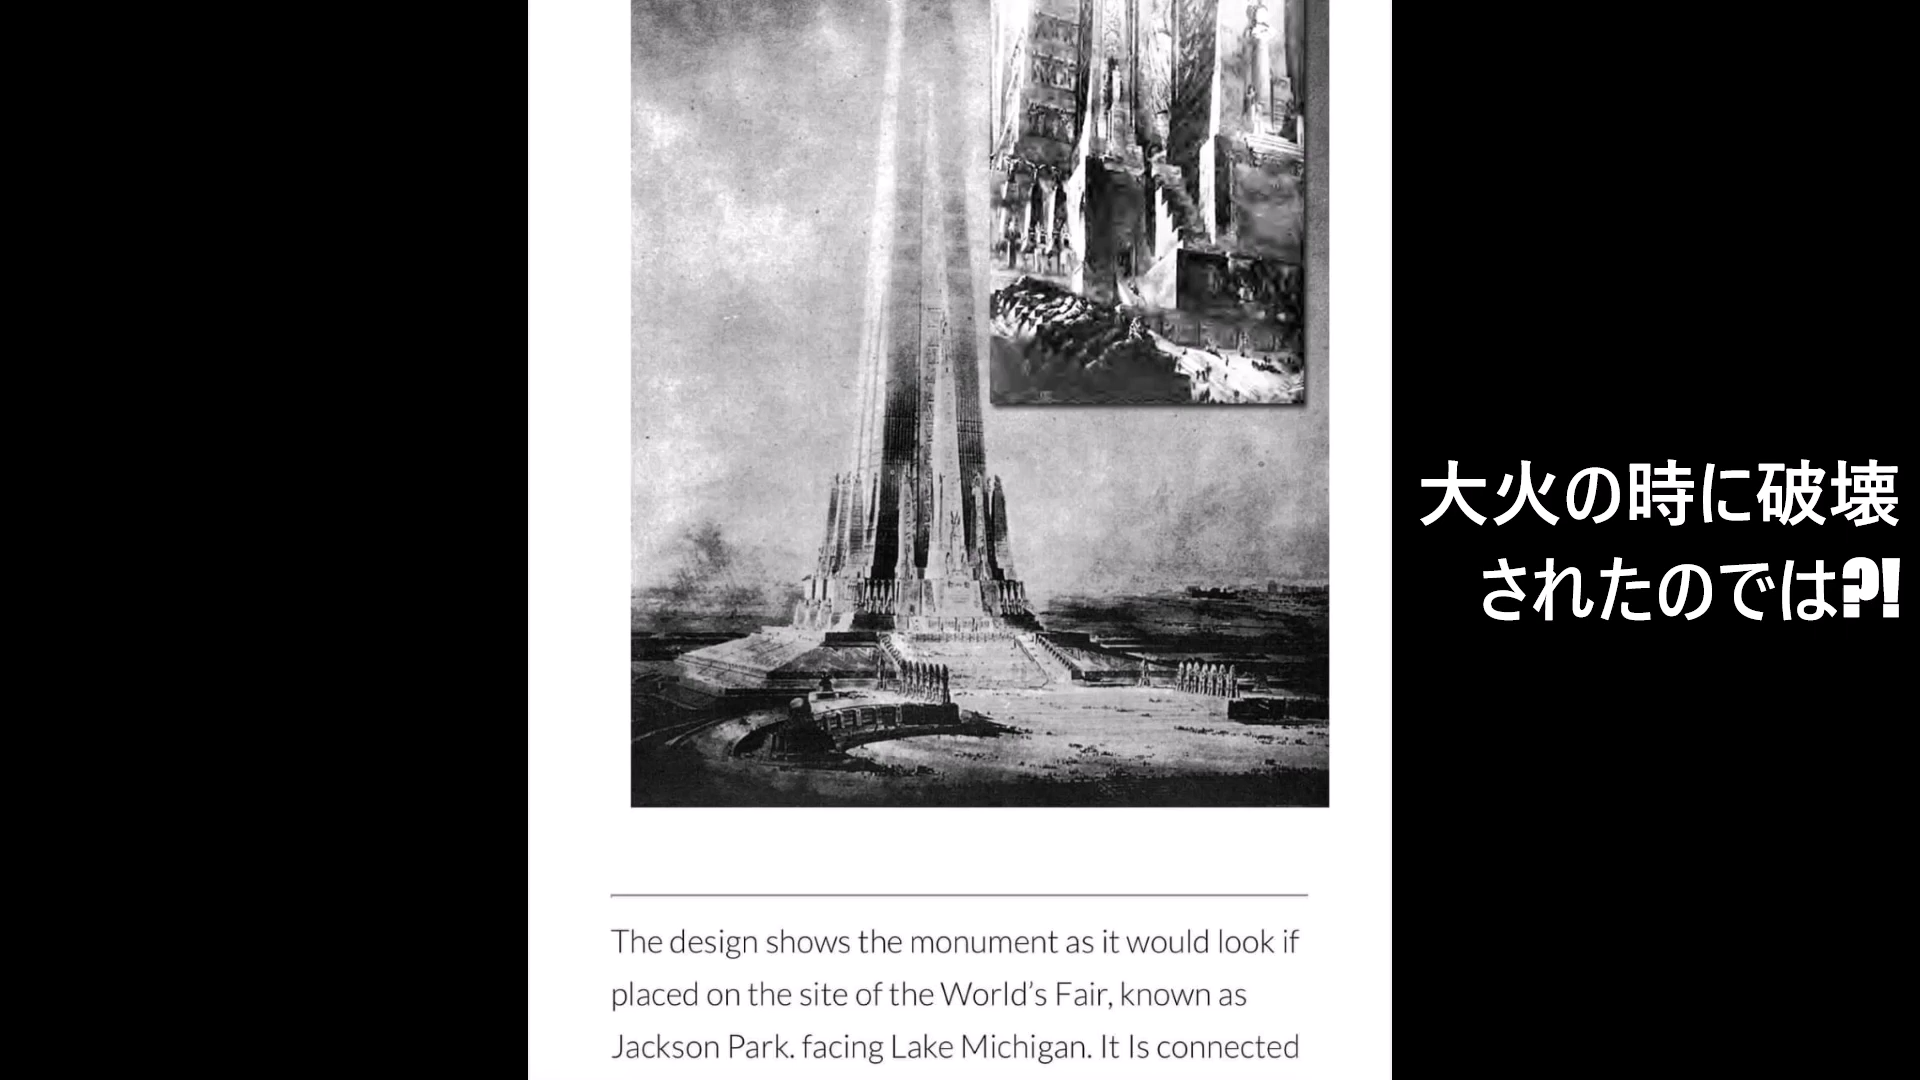 大火の時に破壊
されたのでは?!
The design shows the monument as it would look if
placed on the site of the World’s Fair, known as
Jackson Park. facing Lake Michigan. It Is connected